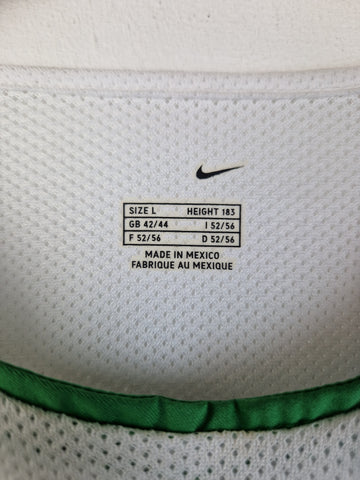 SIZE L HEIGHT 183
GB 42/44 I 52/56
F 52/56 D 52/56
MADE IN MEXICO
FABRIQUE AU MEXIQUE